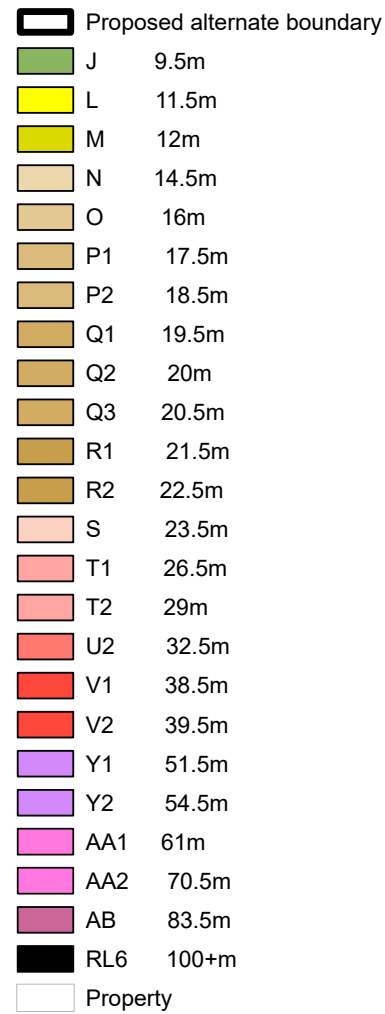 Proposed alternate boundary
J 9.5m
L 11.5m
M 12m
N 14.5m
O 16m
P1 17.5m
P2 18.5m
Q1 19.5m
Q2 20m
Q3 20.5m
R1 21.5m
R2 22.5m
S 23.5m
T1 26.5m
T2 29m
U2 32.5m
V1 38.5m
V2 39.5m
Y1 51.5m
Y2 54.5m
AA1 61m
AA2 70.5m
AB 83.5m
RL6 100+m
Property